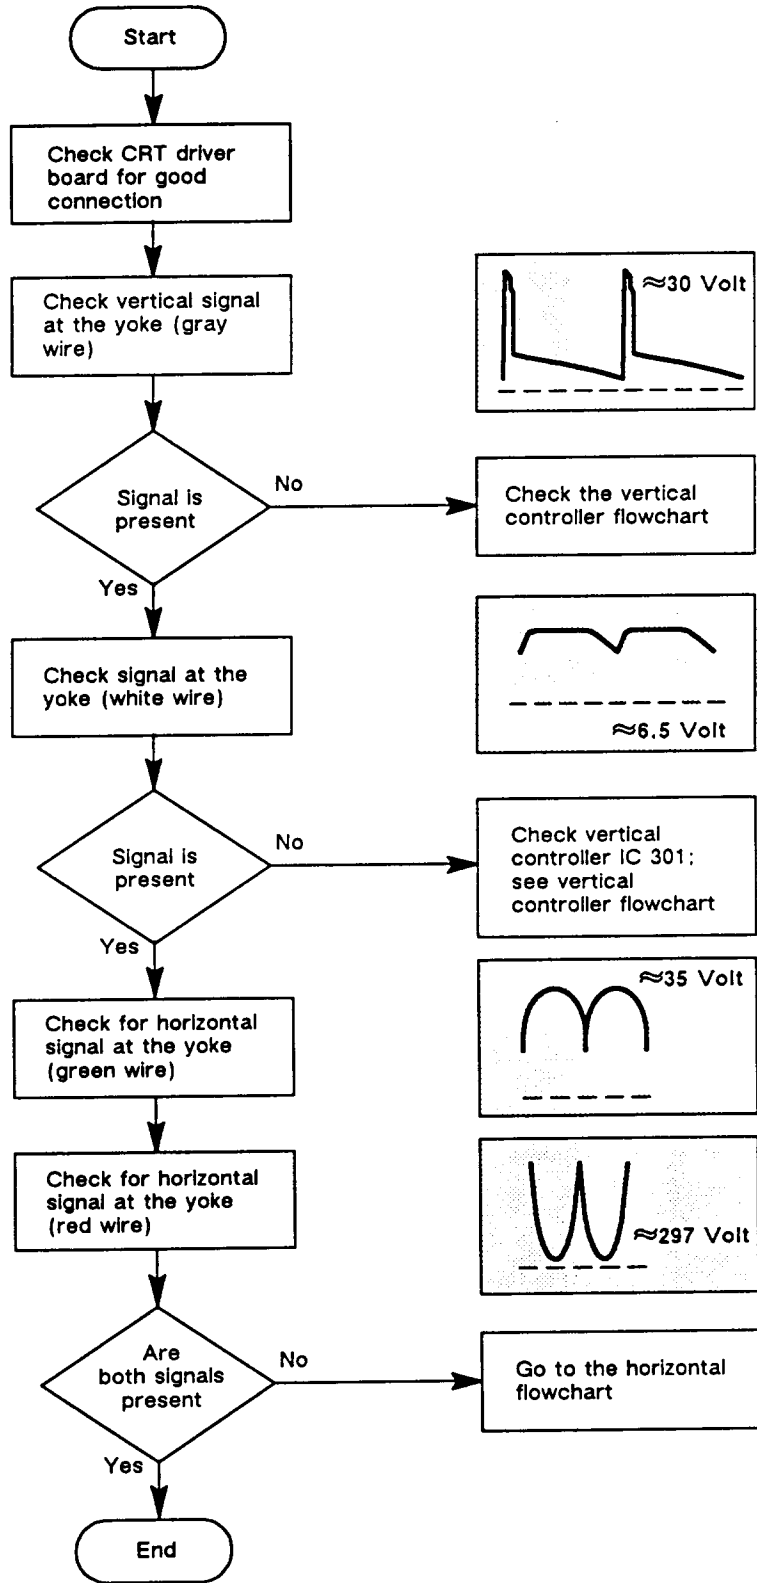 Start
Check CRT driver
board for good
connection
Check vertical signal
at the yoke (gray
wire)
≈30 Volt
Signal is
present
No
Check the vertical
controller flowchart
Yes
Check signal at the
yoke (white wire)
≈6.5 Volt
Signal is
present
No
Check vertical
controller IC 301;
see vertical
controller flowchart
Yes
Check for horizontal
signal at the yoke
(green wire)
≈35 Volt
Check for horizontal
signal at the yoke
(red wire)
≈297 Volt
Are
both signals
present
No
Go to the horizontal
flowchart
Yes
End